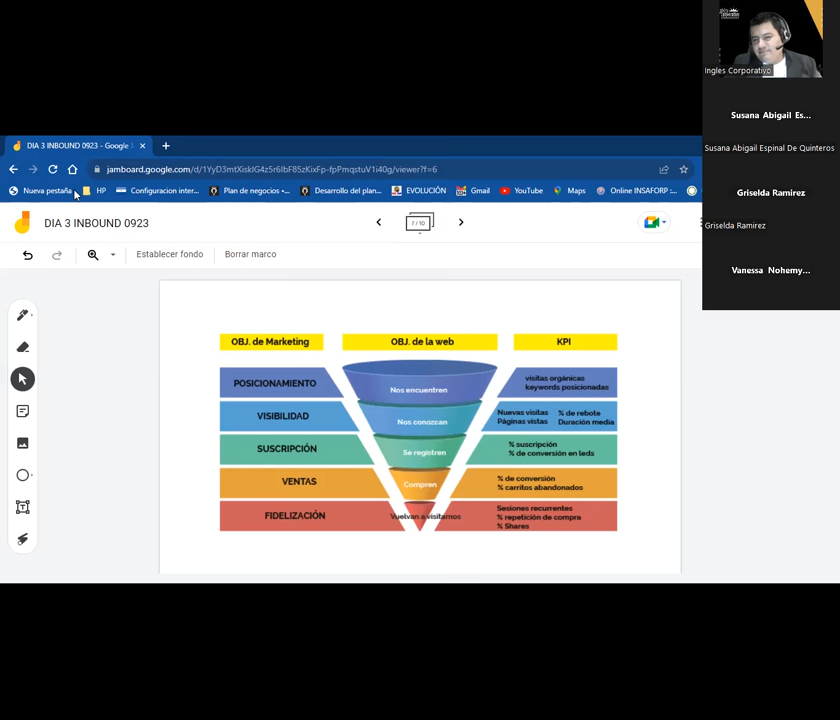 DIA 3 INBOUND 0923 - Google J
jamboard.google.com/d/1YyD3mtXiskIG4z5r6IbF85zKixFp-fpPmqstuV1i40g/viewer?f=6
Nueva pestaña
HP
Configuracion inter...
Plan de negocios •...
Desarrollo del plan...
EVOLUCIÓN
Gmail
YouTube
Maps
Online INSAFORP :...
DIA 3 INBOUND 0923
7 / 10
Establecer fondo
Borrar marco
OBJ. de Marketing
OBJ. de la web
KPI
POSICIONAMIENTO
Nos encuentren
visitas orgánicas
keywords posicionadas
VISIBILIDAD
Nos conozcan
Nuevas visitas % de rebote
Páginas vistas Duración media
SUSCRIPCIÓN
Se registren
% suscripción
% de conversión en leds
VENTAS
Compren
% de conversión
% carritos abandonados
FIDELIZACIÓN
Vuelvan a visitarnos
Sesiones recurrentes
% repetición de compra
% Shares
Ingles Corporativo
Susana Abigail Es...
Susana Abigail Espinal De Quinteros
Griselda Ramirez
Griselda Ramirez
Vanessa Nohemy...